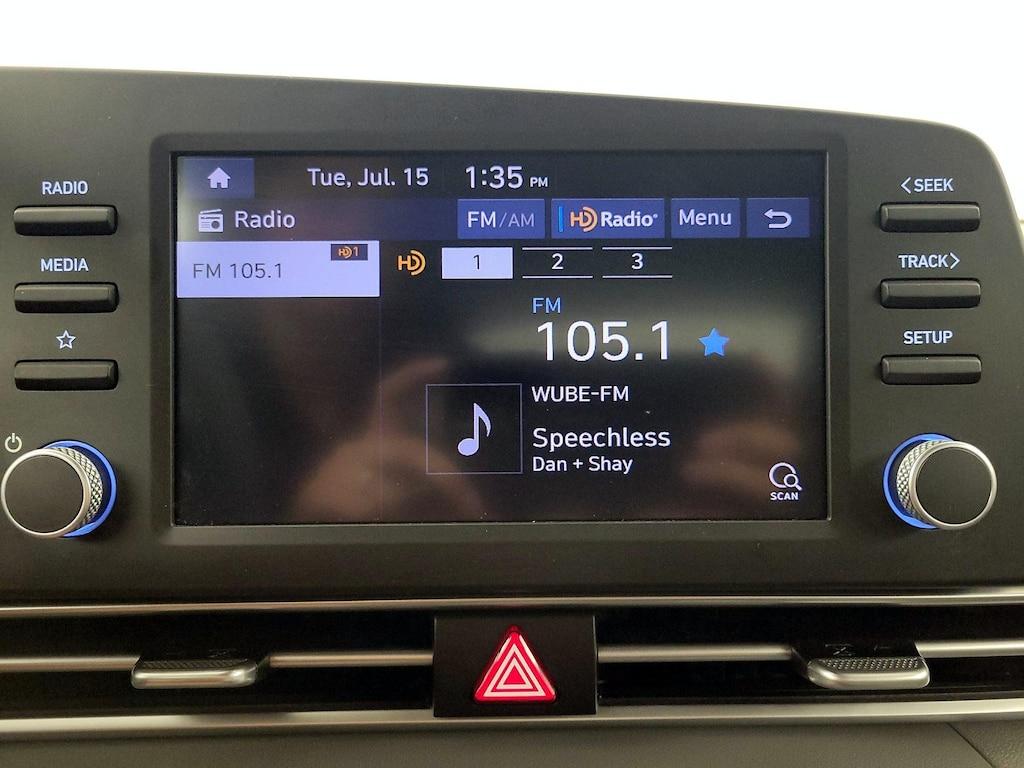 RADIO
MEDIA
Tue, Jul. 15 1:35 PM
Radio FM/AM HD Radio® Menu
FM 105.1 HD1
HD 1 2 3
FM
105.1
WUBE-FM
Speechless
Dan + Shay
SCAN
<SEEK
TRACK>
SETUP